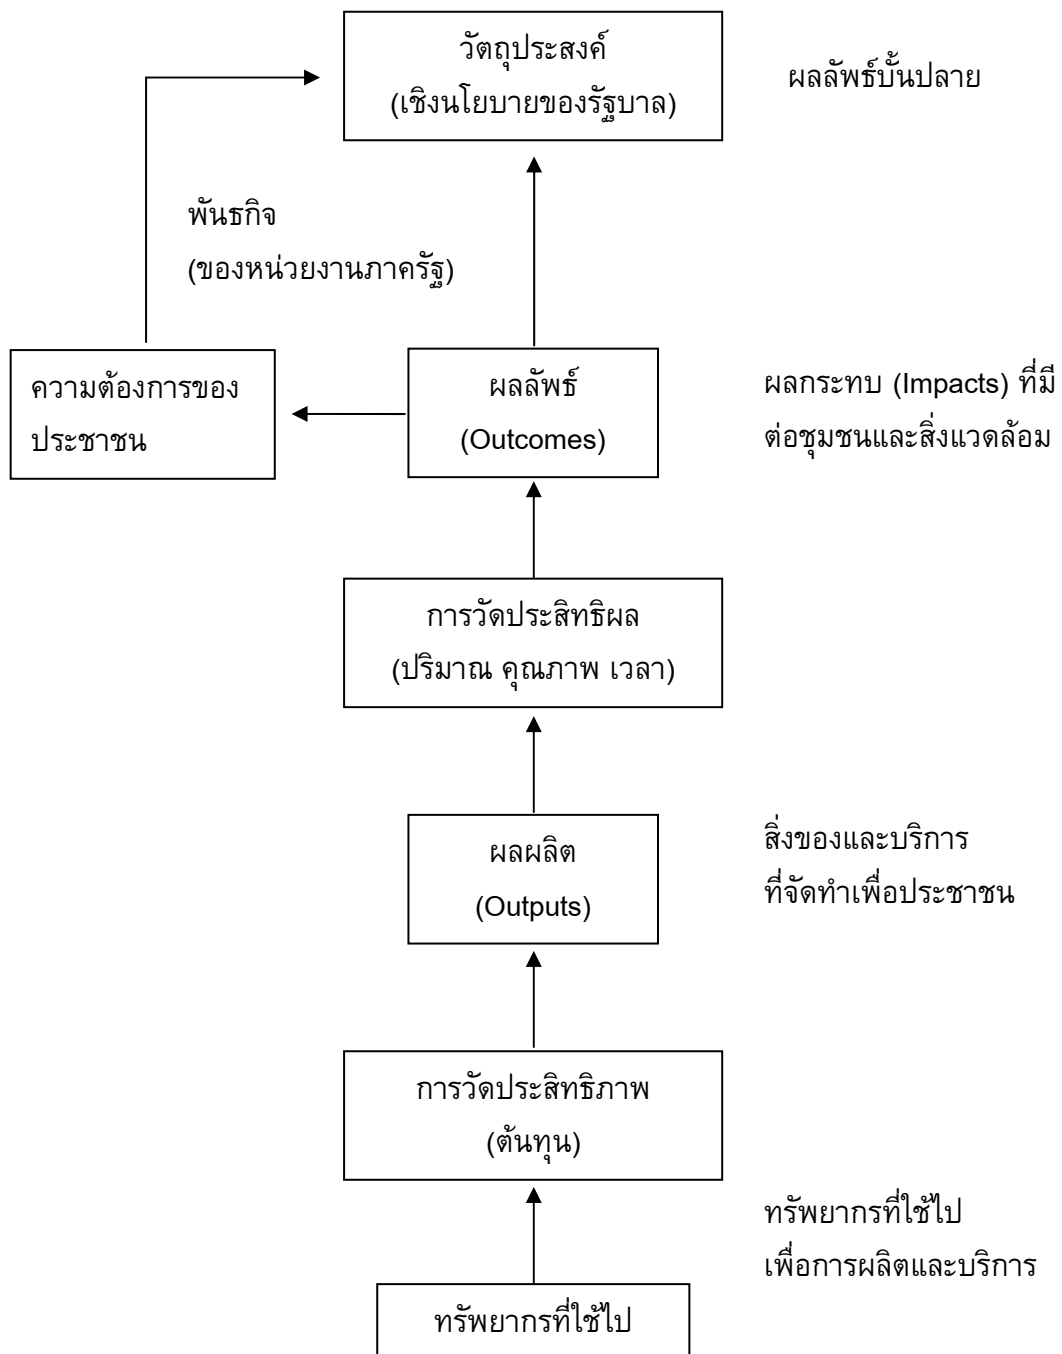 วัตถุประสงค์
(เชิงนโยบายของรัฐบาล)
ผลลัพธ์บั้นปลาย
พันธกิจ
(ของหน่วยงานภาครัฐ)
ความต้องการของ
ประชาชน
ผลลัพธ์
(Outcomes)
ผลกระทบ (Impacts) ที่มี
ต่อชุมชนและสิ่งแวดล้อม
การวัดประสิทธิผล
(ปริมาณ คุณภาพ เวลา)
ผลผลิต
(Outputs)
สิ่งของและบริการ
ที่จัดทำเพื่อประชาชน
การวัดประสิทธิภาพ
(ต้นทุน)
ทรัพยากรที่ใช้ไป
เพื่อการผลิตและบริการ
ทรัพยากรที่ใช้ไป